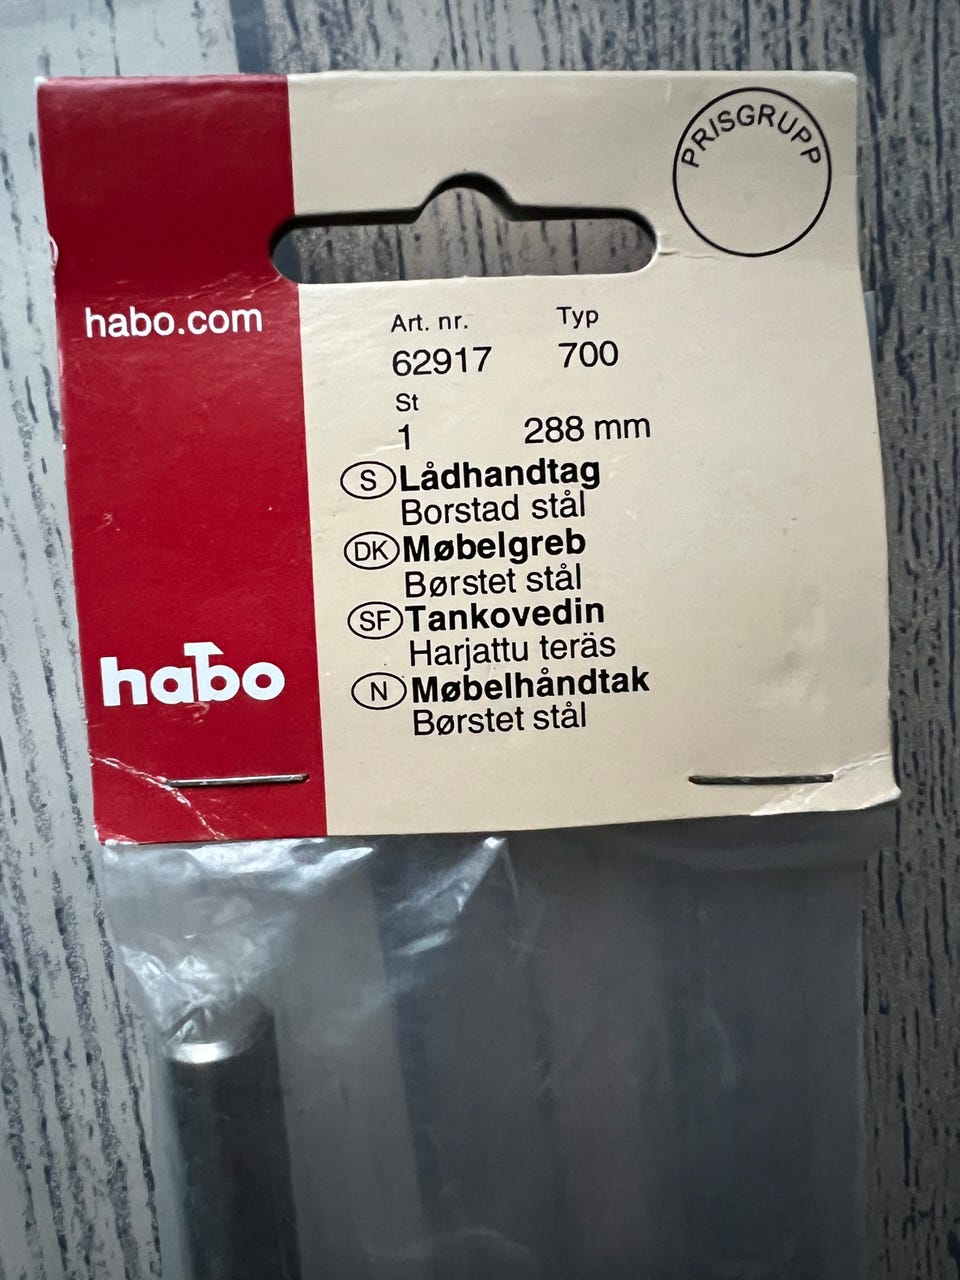 PRISGRUPP
habo.com
Art. nr. Typ
62917 700
St
1 288 mm
S Lådhandtag
Borstad stål
DK Møbelgreb
Børstet stål
SF Tankovedin
Harjattu teräs
N Møbelhåndtak
Børstet stål
habo